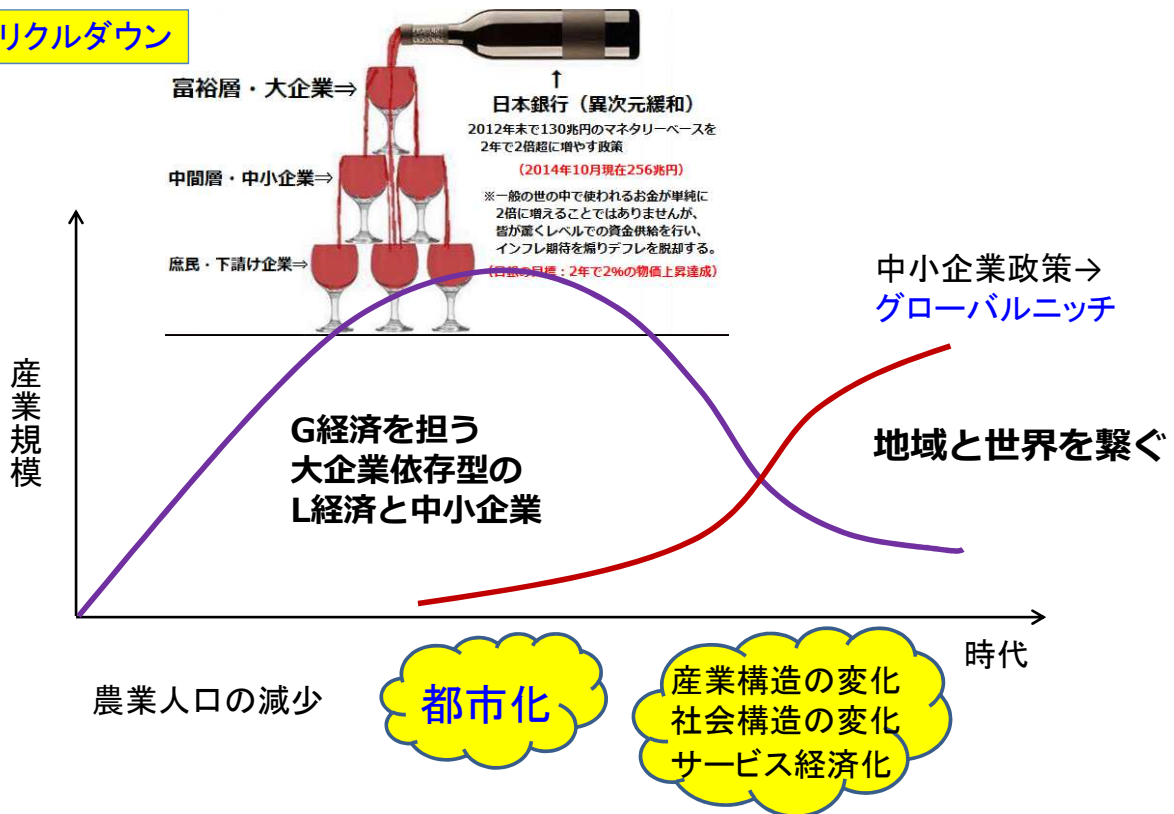 リクルダウン
富裕層・大企業⇒
↑
日本銀行（異次元緩和）
2012年末で130兆円のマネタリーベースを
2年で2倍超に増やす政策
（2014年10月現在256兆円）
中間層・中小企業⇒
※一般の世の中で使われるお金が単純に
2倍に増えることではありませんが、
皆が驚くレベルでの資金供給を行い、
インフレ期待を煽りデフレを脱却する。
庶民・下請け企業⇒
（日銀の目標：2年で2%の物価上昇達成）
中小企業政策→
グローバルニッチ
産業規模
G経済を担う
大企業依存型の
L経済と中小企業
地域と世界を繋ぐ
時代
農業人口の減少
都市化
産業構造の変化
社会構造の変化
サービス経済化